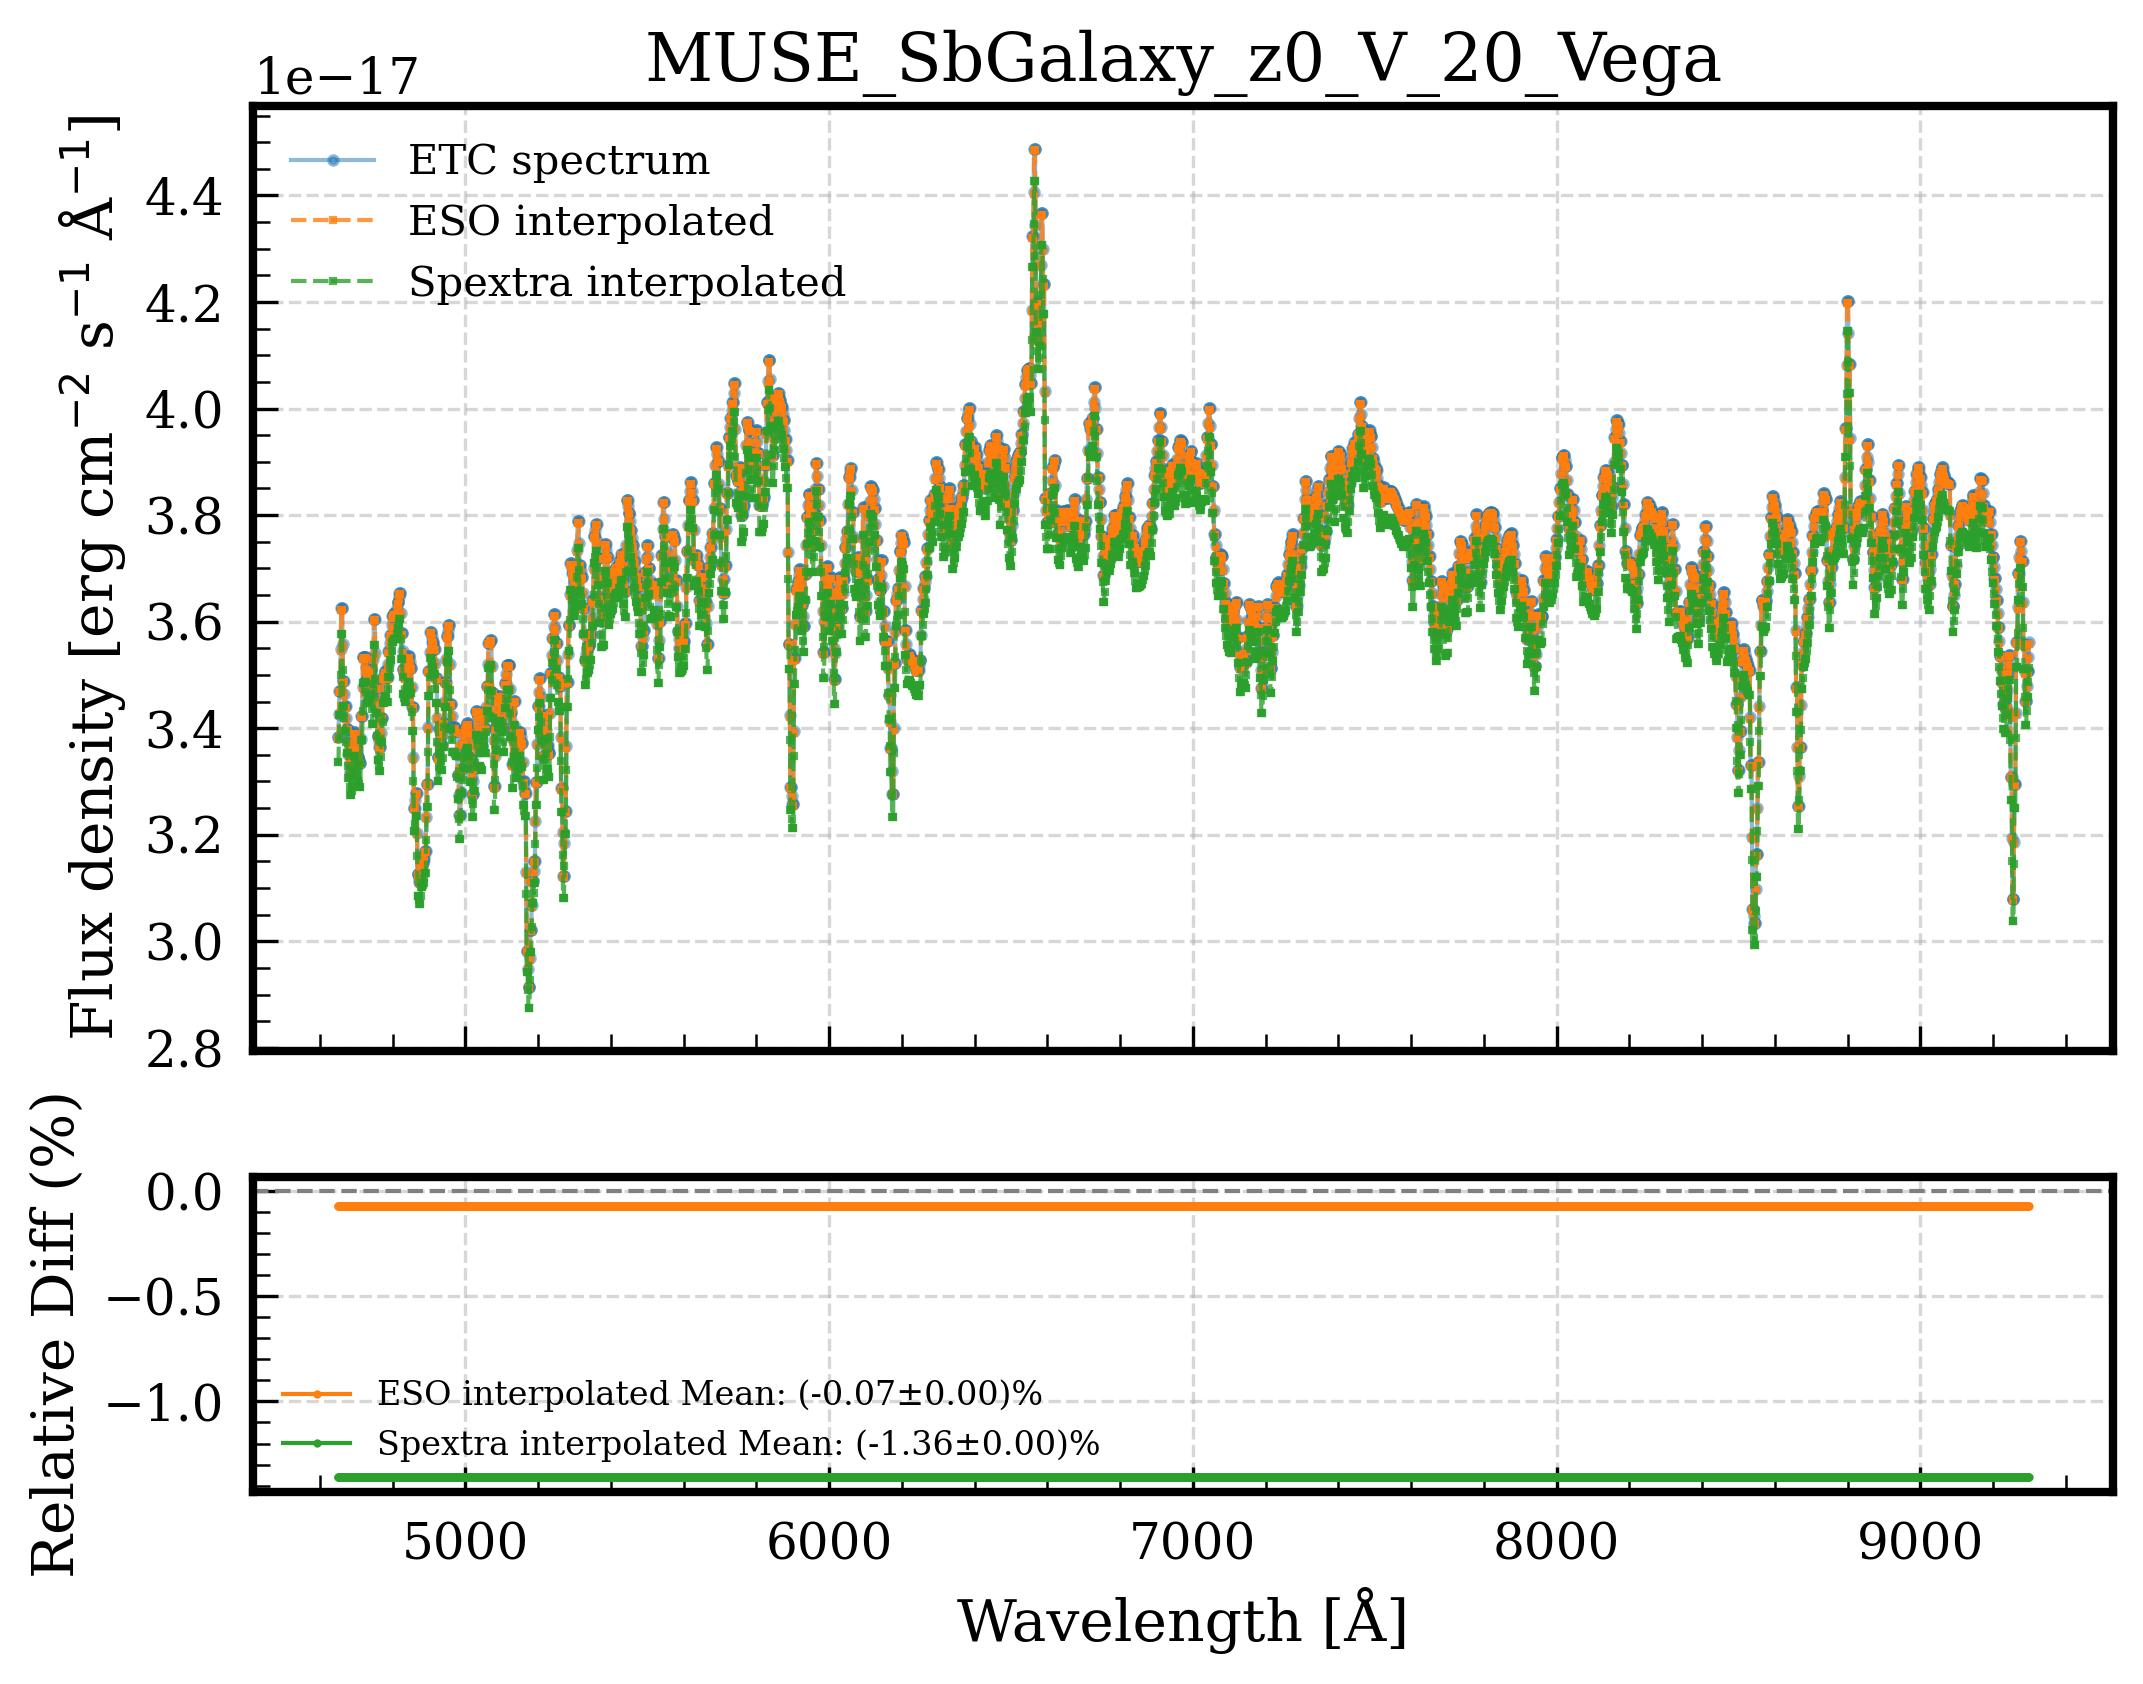 MUSE_SbGalaxy_z0_V_20_Vega
1e−17
Flux density [erg cm⁻² s⁻¹ Å⁻¹]
ETC spectrum
ESO interpolated
Spextra interpolated
4.4
4.2
4.0
3.8
3.6
3.4
3.2
3.0
2.8
Relative Diff (%)
0.0
−0.5
−1.0
ESO interpolated Mean: (-0.07±0.00)%
Spextra interpolated Mean: (-1.36±0.00)%
5000 6000 7000 8000 9000
Wavelength [Å]